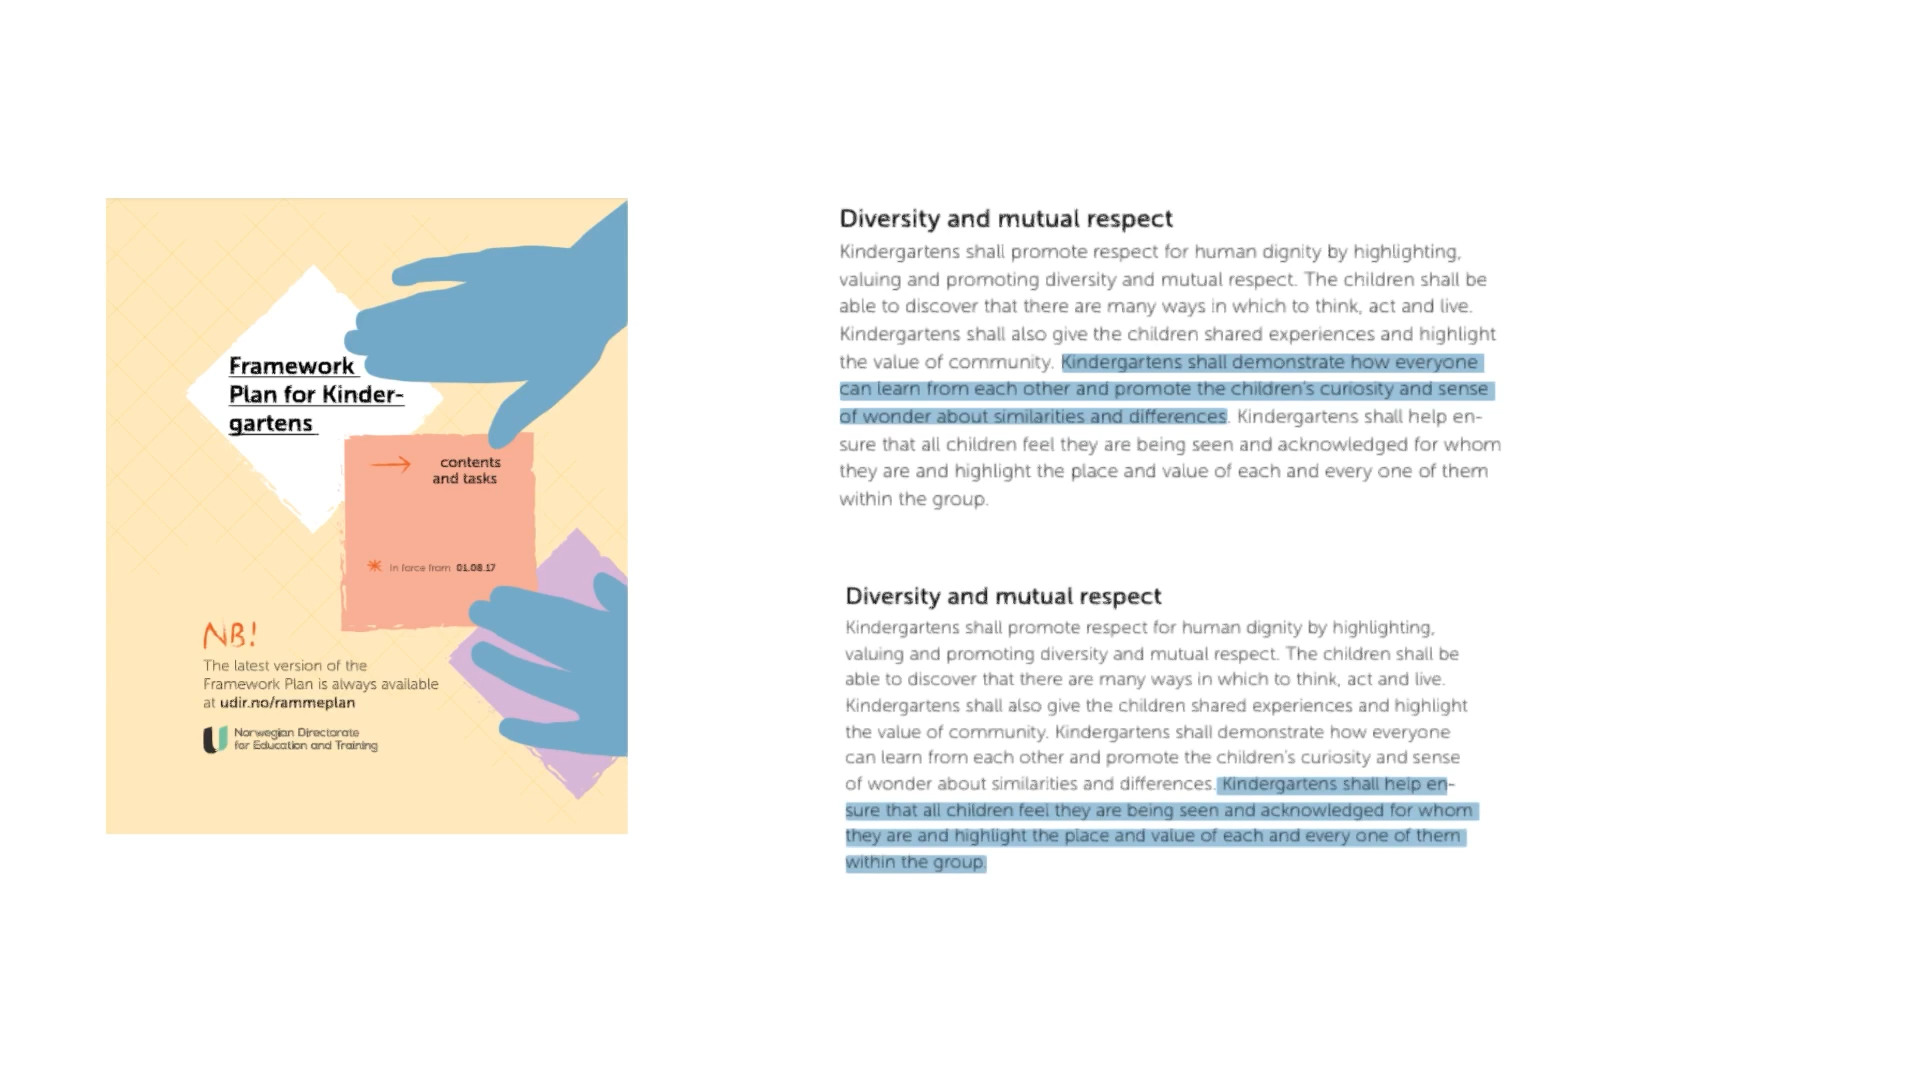 Framework
Plan for Kinder-
gartens
contents
and tasks
In force from 01.08.17
NB!
The latest version of the
Framework Plan is always available
at udir.no/rammeplan
Norwegian Directorate
for Education and Training
Diversity and mutual respect
Kindergartens shall promote respect for human dignity by highlighting,
valuing and promoting diversity and mutual respect. The children shall be
able to discover that there are many ways in which to think, act and live.
Kindergartens shall also give the children shared experiences and highlight
the value of community. Kindergartens shall demonstrate how everyone
can learn from each other and promote the children's curiosity and sense
of wonder about similarities and differences. Kindergartens shall help en-
sure that all children feel they are being seen and acknowledged for whom
they are and highlight the place and value of each and every one of them
within the group.
Diversity and mutual respect
Kindergartens shall promote respect for human dignity by highlighting,
valuing and promoting diversity and mutual respect. The children shall be
able to discover that there are many ways in which to think, act and live.
Kindergartens shall also give the children shared experiences and highlight
the value of community. Kindergartens shall demonstrate how everyone
can learn from each other and promote the children's curiosity and sense
of wonder about similarities and differences. Kindergartens shall help en-
sure that all children feel they are being seen and acknowledged for whom
they are and highlight the place and value of each and every one of them
within the group.